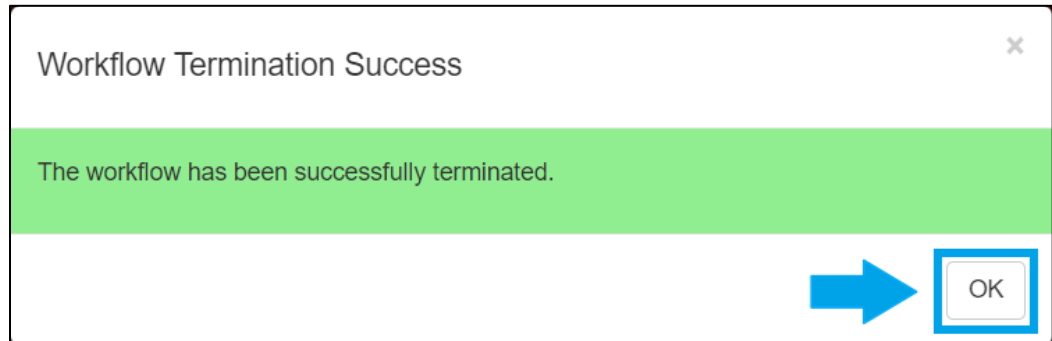 Workflow Termination Success
×
The workflow has been successfully terminated.
OK